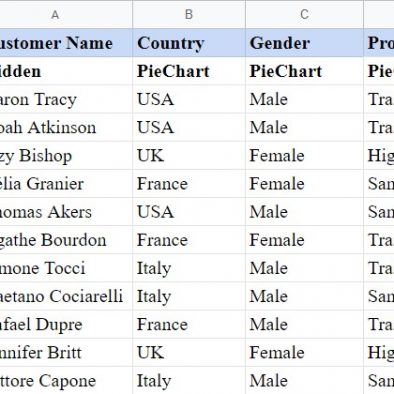 A B C
ustomer Name Country Gender Pro
idden PieChart PieChart Pie
aron Tracy USA Male Tra
oah Atkinson USA Male Tra
zy Bishop UK Female Hig
élia Granier France Female San
homas Akers USA Male San
gathe Bourdon France Female Tra
mone Tocci Italy Male Tra
aetano Cociarelli Italy Male San
afael Dupre France Male Tra
nnifer Britt UK Female Hig
ttore Capone Italy Male San